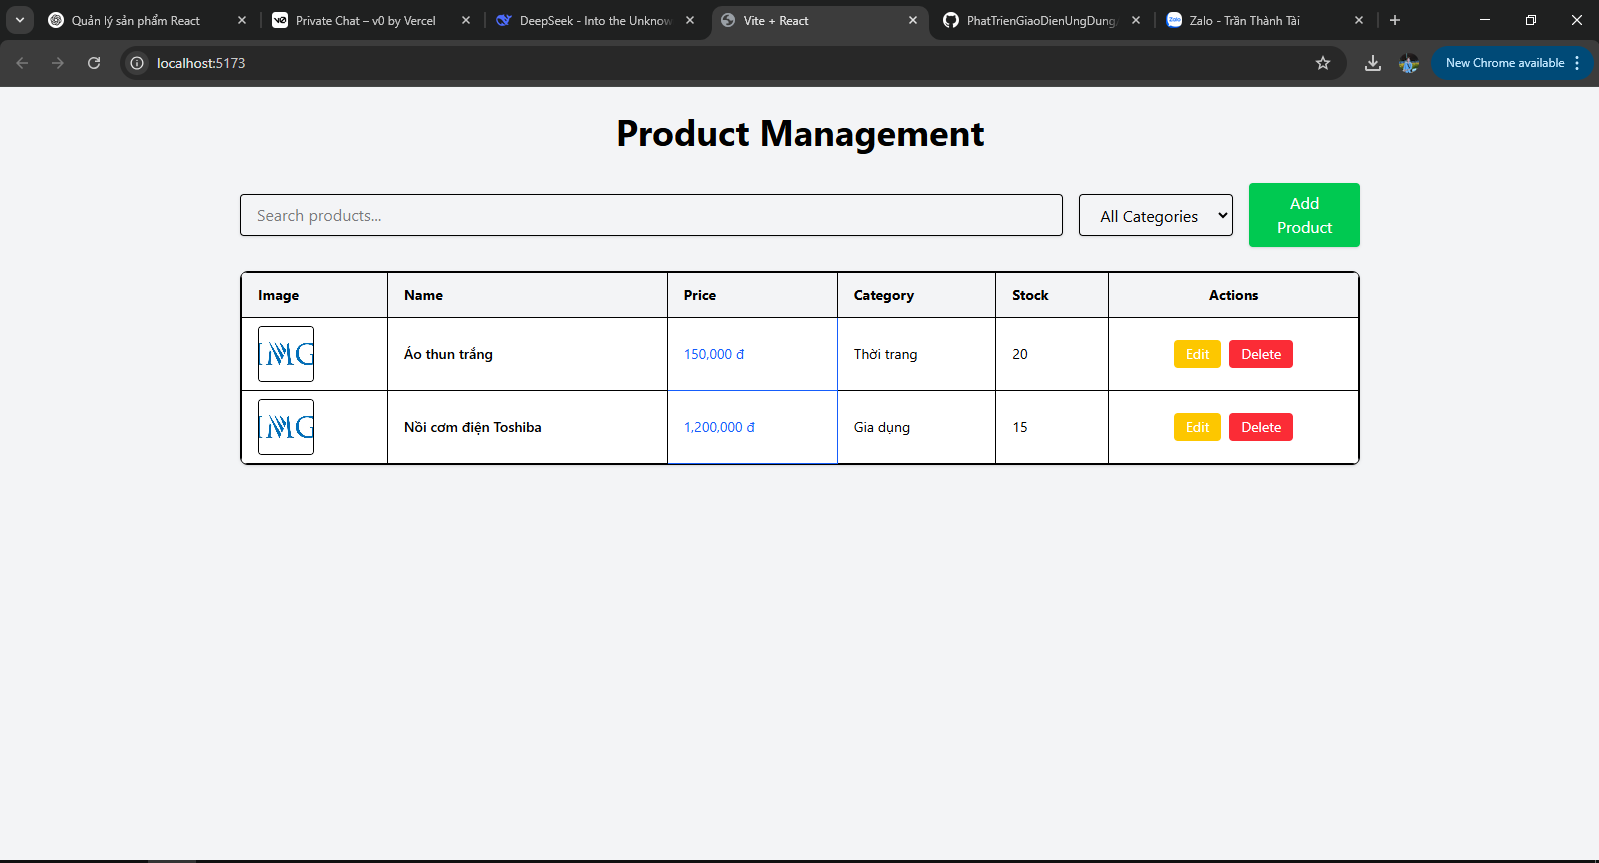 Quản lý sản phẩm React
Private Chat – v0 by Vercel
DeepSeek - Into the Unknow
Vite + React
PhatTrienGiaoDienUngDung
Zalo - Trần Thành Tài
localhost:5173
New Chrome available
Product Management
Search products...
All Categories
Add
Product
Image Name Price Category Stock Actions
IMG Áo thun trắng 150,000 đ Thời trang 20 Edit Delete
IMG Nồi cơm điện Toshiba 1,200,000 đ Gia dụng 15 Edit Delete